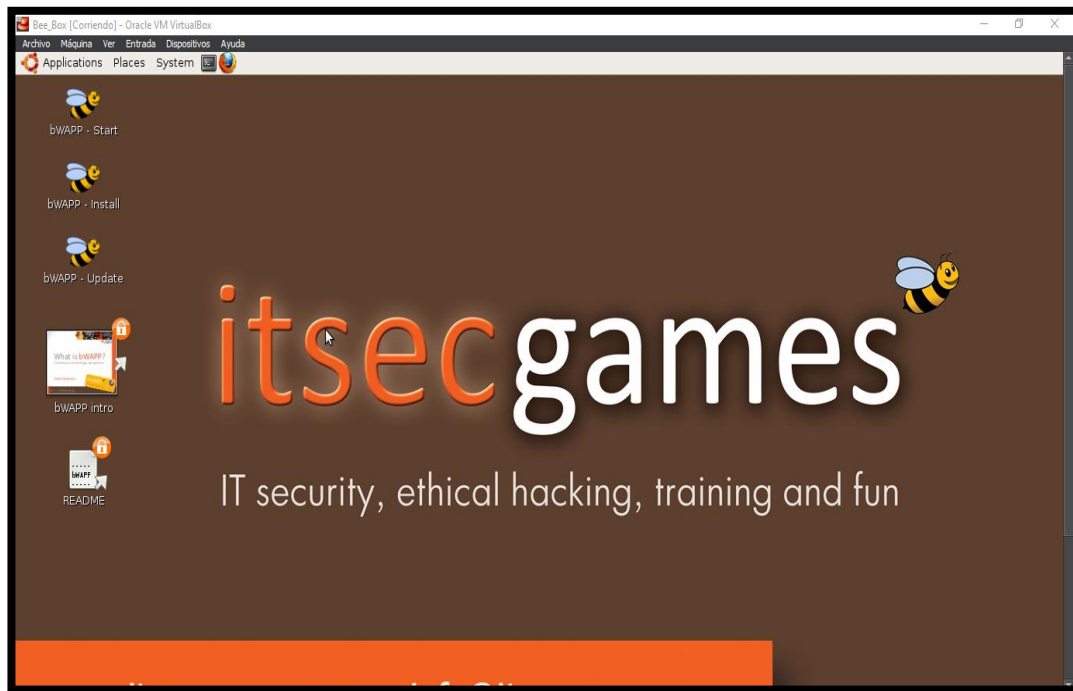 Bee_Box [Corriendo] - Oracle VM VirtualBox
Archivo Máquina Ver Entrada Dispositivos Ayuda
Applications Places System
bWAPP - Start
bWAPP - Install
bWAPP - Update
What is bWAPP?
bWAPP intro
bWAPP
README
itsecgames
IT security, ethical hacking, training and fun